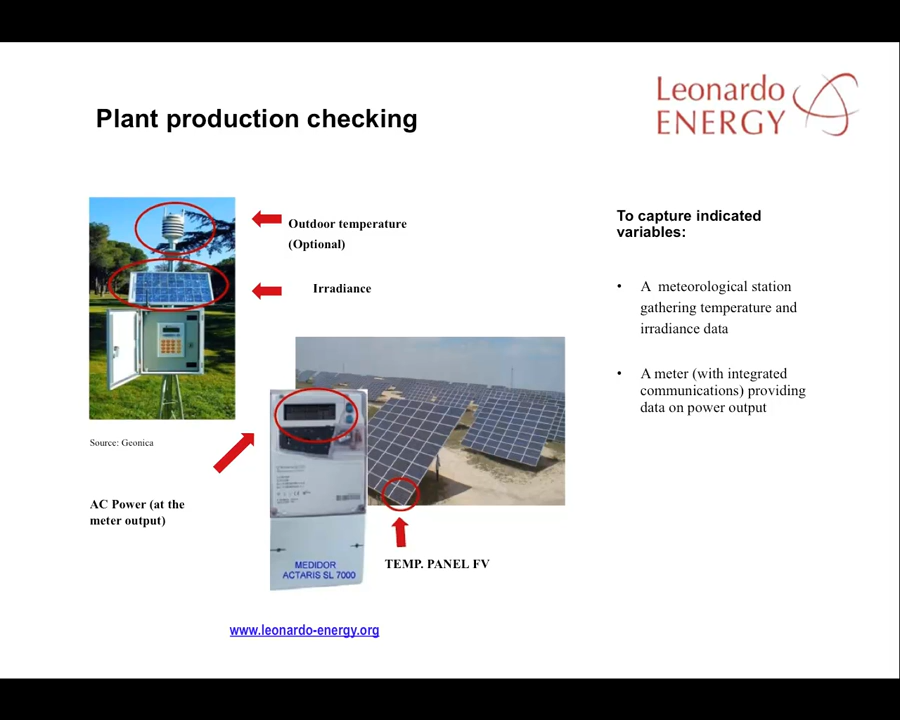 Leonardo
ENERGY
Plant production checking
Outdoor temperature
(Optional)
Irradiance
Source: Geonica
AC Power (at the
meter output)
MEDIDOR
ACTARIS SL 7000
TEMP. PANEL FV
To capture indicated
variables:
• A meteorological station
gathering temperature and
irradiance data
• A meter (with integrated
communications) providing
data on power output
www.leonardo-energy.org